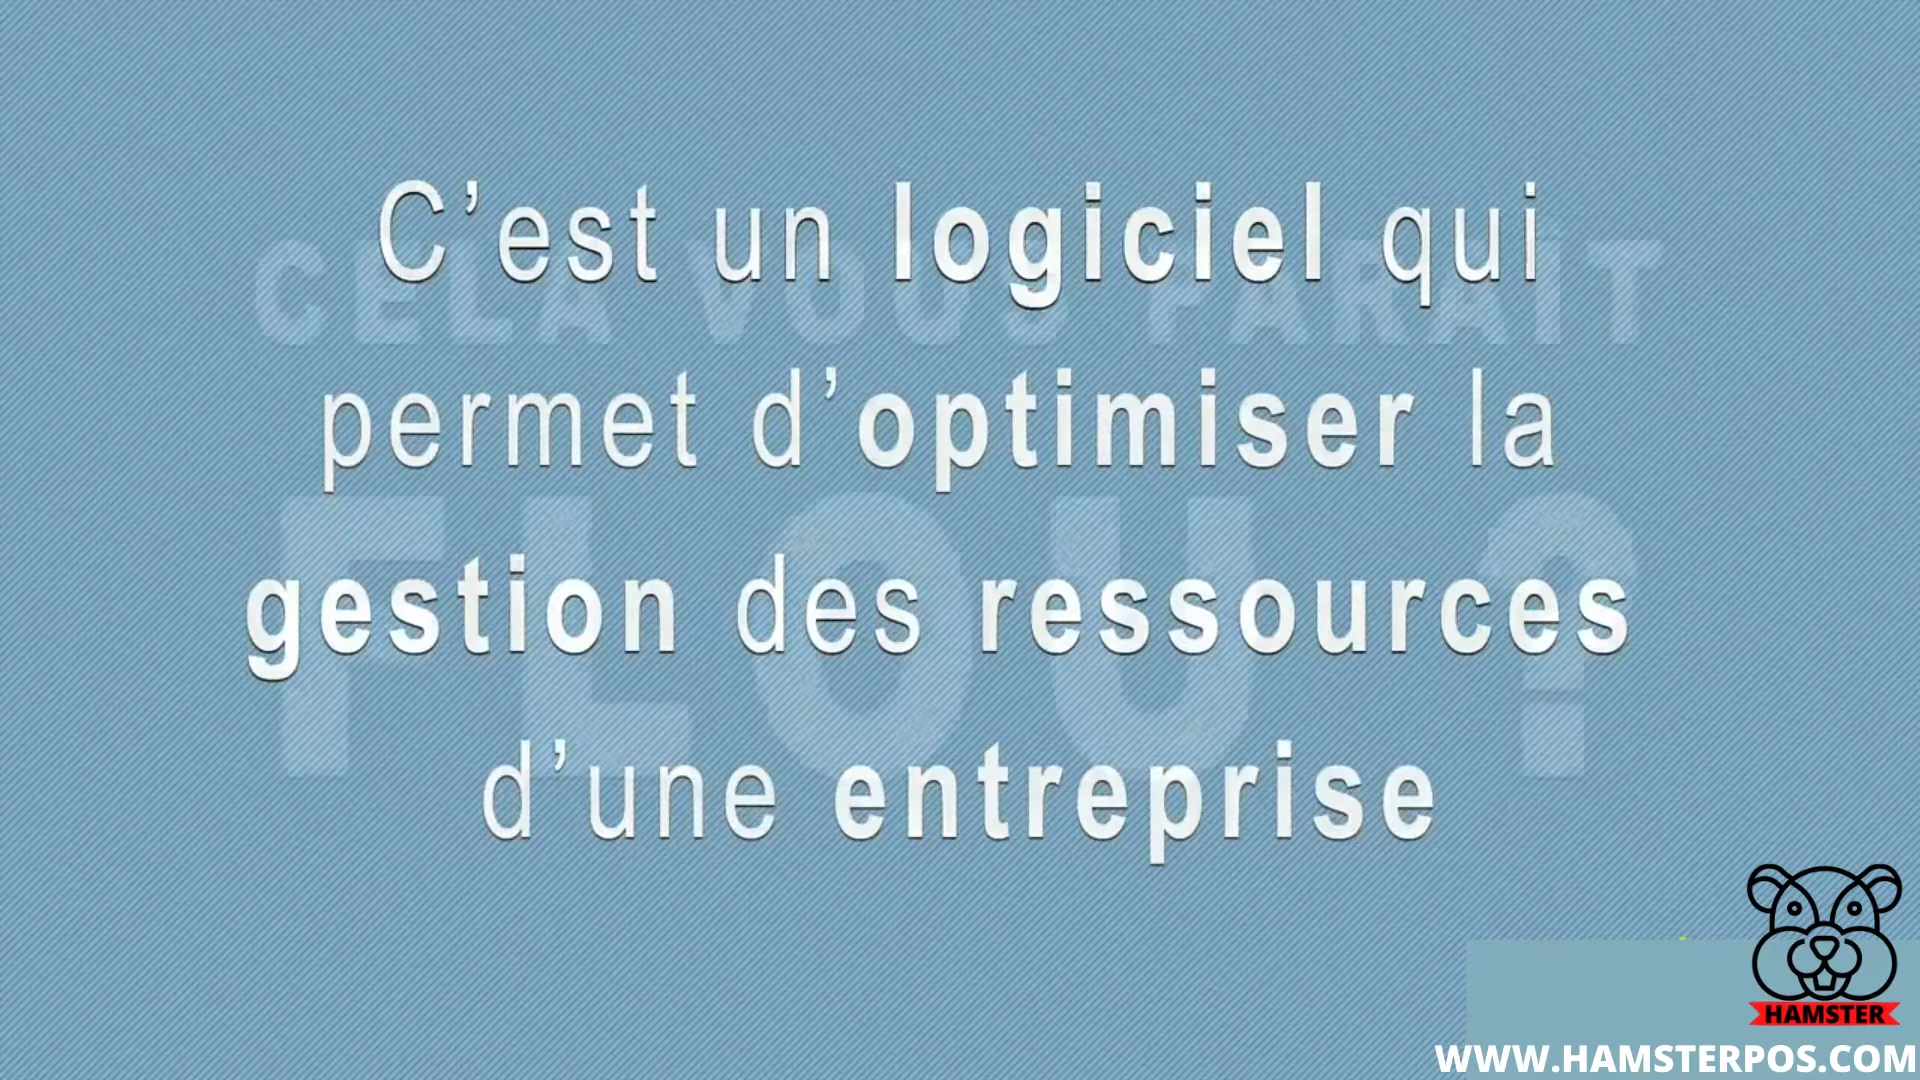 C’est un logiciel qui
CELA VOUS PARAÎT
permet d’optimiser la
FLOU ?
gestion des ressources
d’une entreprise
HAMSTER
WWW.HAMSTERPOS.COM